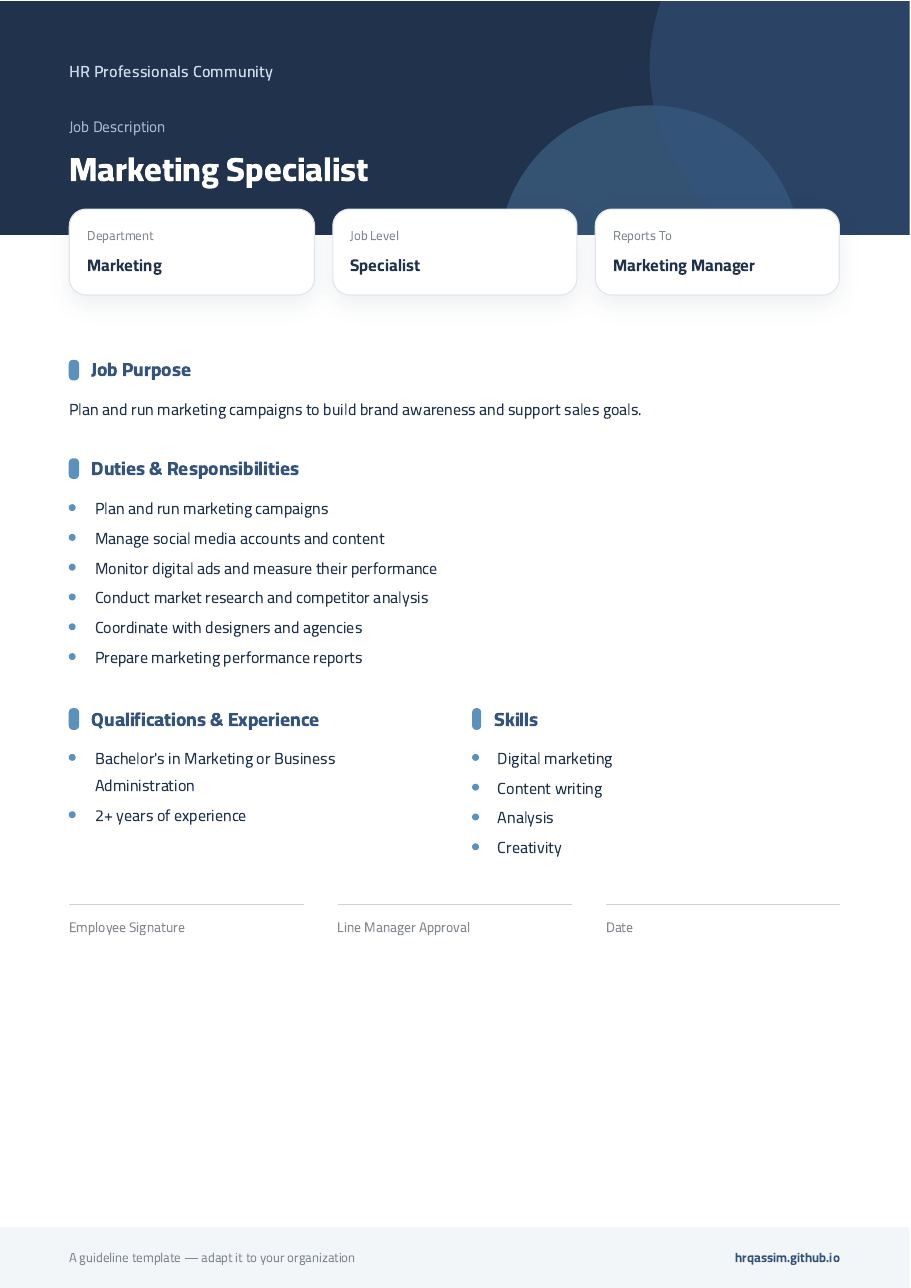 HR Professionals Community
Job Description
Marketing Specialist
Department
Marketing
Job Level
Specialist
Reports To
Marketing Manager
Job Purpose
Plan and run marketing campaigns to build brand awareness and support sales goals.
Duties & Responsibilities
Plan and run marketing campaigns
Manage social media accounts and content
Monitor digital ads and measure their performance
Conduct market research and competitor analysis
Coordinate with designers and agencies
Prepare marketing performance reports
Qualifications & Experience
Bachelor's in Marketing or Business
Administration
2+ years of experience
Skills
Digital marketing
Content writing
Analysis
Creativity
Employee Signature
Line Manager Approval
Date
A guideline template — adapt it to your organization
hrqassim.github.io